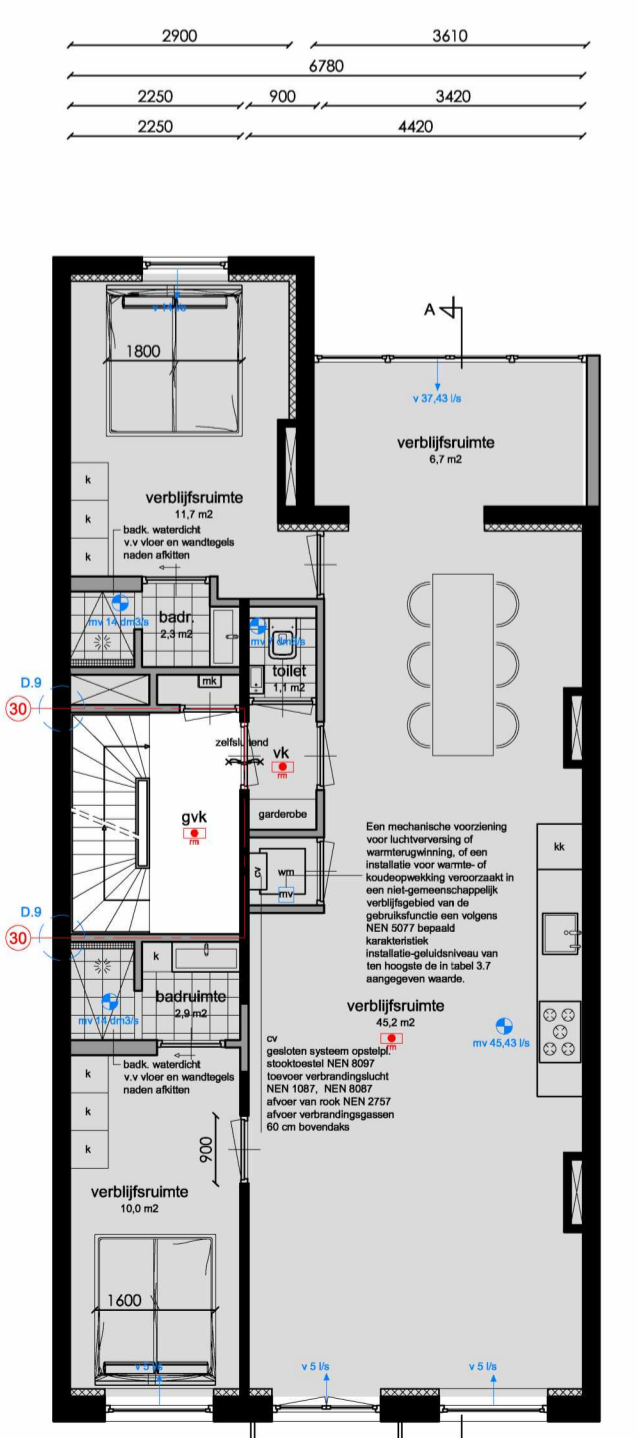 2900 3610
6780
2250 900 3420
2250 4420
A
v 14 l/s
1800
v 37,43 l/s
verblijfsruimte
6,7 m2
k
verblijfsruimte
11,7 m2
k
badk. waterdicht
v.v vloer en wandtegels
naden afkitten
k
mv 14 dm3/s
badr.
2,3 m2
mv 7 dm3/s
toilet
1,1 m2
D.9
mk
30
zelfsluitend
vk
rm
gvk
rm
garderobe
Een mechanische voorziening
voor luchtverversing of
warmterugwinning, of een
installatie voor warmte- of
koudeopwekking veroorzaakt in
een niet-gemeenschappelijk
verblijfsgebied van de
gebruiksfunctie een volgens
NEN 5077 bepaald
karakteristiek
installatie-geluidsniveau van
ten hoogste de in tabel 3.7
aangegeven waarde.
kk
cv
wm
mv
D.9
30
k
badruimte
2,9 m2
mv 14 dm3/s
verblijfsruimte
45,2 m2
rm
mv 45,43 l/s
cv
gesloten systeem opstelpl.
stooktoestel NEN 8097
toevoer verbrandingslucht
NEN 1087, NEN 8087
afvoer van rook NEN 2757
afvoer verbrandingsgassen
60 cm bovendaks
badk. waterdicht
v.v vloer en wandtegels
naden afkitten
k
k
k
900
verblijfsruimte
10,0 m2
1600
v 5 l/s
v 5 l/s
v 5 l/s